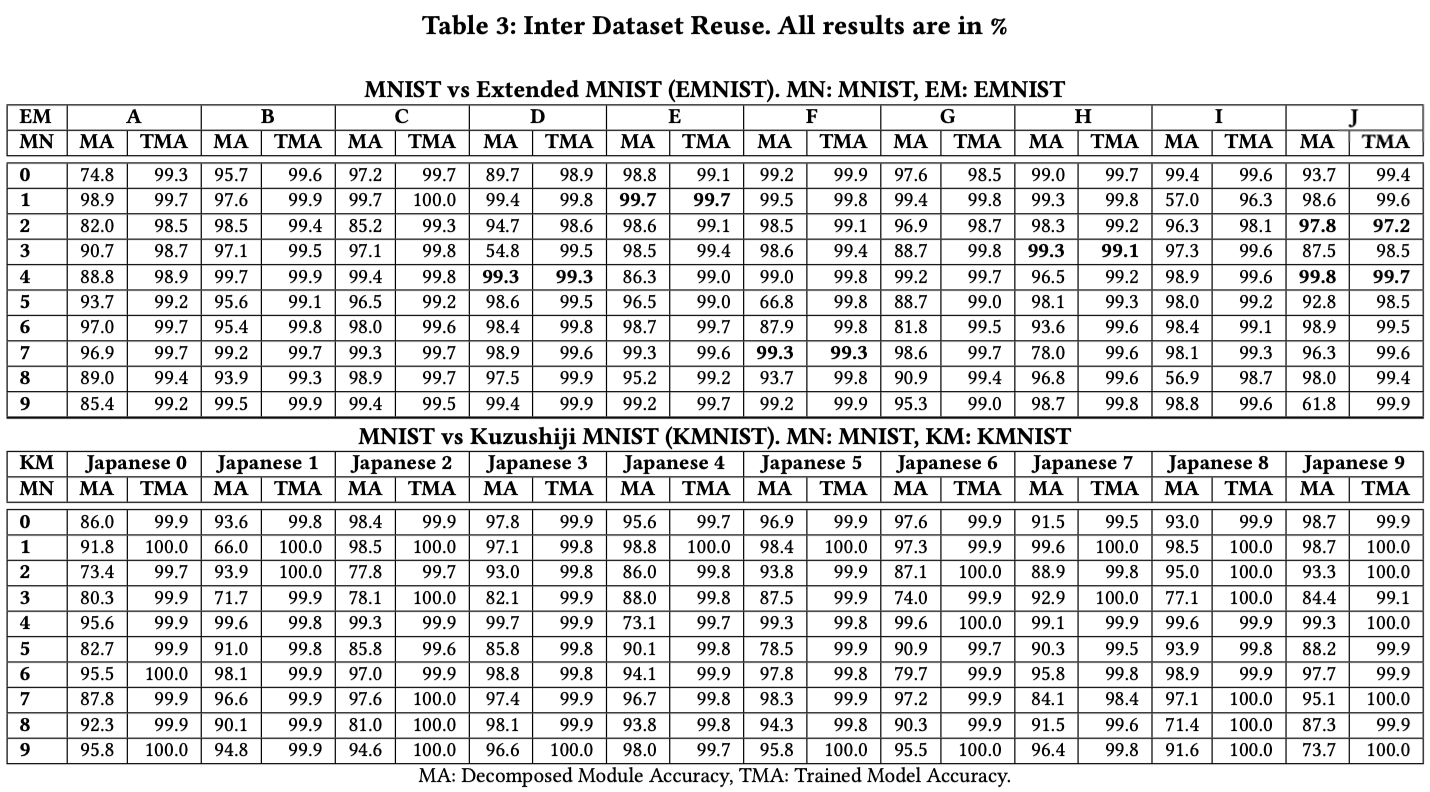 Table 3: Inter Dataset Reuse. All results are in %
MNIST vs Extended MNIST (EMNIST). MN: MNIST, EM: EMNIST
EM A B C D E F G H I J
MN MA TMA MA TMA MA TMA MA TMA MA TMA MA TMA MA TMA MA TMA MA TMA MA TMA
0 74.8 99.3 95.7 99.6 97.2 99.7 89.7 98.9 98.8 99.1 99.2 99.9 97.6 98.5 99.0 99.7 99.4 99.6 93.7 99.4
1 98.9 99.7 97.6 99.9 99.7 100.0 99.4 99.8 99.7 99.7 99.5 99.8 99.4 99.8 99.3 99.8 57.0 96.3 98.6 99.6
2 82.0 98.5 98.5 99.4 85.2 99.3 94.7 98.6 98.6 99.1 98.5 99.1 96.9 98.7 98.3 99.2 96.3 98.1 97.8 97.2
3 90.7 98.7 97.1 99.5 97.1 99.8 54.8 99.5 98.5 99.4 98.6 99.4 88.7 99.8 99.3 99.1 97.3 99.6 87.5 98.5
4 88.8 98.9 99.7 99.9 99.4 99.8 99.3 99.3 86.3 99.0 99.0 99.8 99.2 99.7 96.5 99.2 98.9 99.6 99.8 99.7
5 93.7 99.2 95.6 99.1 96.5 99.2 98.6 99.5 96.5 99.0 66.8 99.8 88.7 99.0 98.1 99.3 98.0 99.2 92.8 98.5
6 97.0 99.7 95.4 99.8 98.0 99.6 98.4 99.8 98.7 99.7 87.9 99.8 81.8 99.5 93.6 99.6 98.4 99.1 98.9 99.5
7 96.9 99.7 99.2 99.7 99.3 99.7 98.9 99.6 99.3 99.6 99.3 99.3 98.6 99.7 78.0 99.6 98.1 99.3 96.3 99.6
8 89.0 99.4 93.9 99.3 98.9 99.7 97.5 99.9 95.2 99.2 93.7 99.8 90.9 99.4 96.8 99.6 56.9 98.7 98.0 99.4
9 85.4 99.2 99.5 99.9 99.4 99.5 99.4 99.9 99.2 99.7 99.2 99.9 95.3 99.0 98.7 99.8 98.8 99.6 61.8 99.9
MNIST vs Kuzushiji MNIST (KMNIST). MN: MNIST, KM: KMNIST
KM Japanese 0 Japanese 1 Japanese 2 Japanese 3 Japanese 4 Japanese 5 Japanese 6 Japanese 7 Japanese 8 Japanese 9
MN MA TMA MA TMA MA TMA MA TMA MA TMA MA TMA MA TMA MA TMA MA TMA MA TMA
0 86.0 99.9 93.6 99.8 98.4 99.9 97.8 99.9 95.6 99.7 96.9 99.9 97.6 99.9 91.5 99.5 93.0 99.9 98.7 99.9
1 91.8 100.0 66.0 100.0 98.5 100.0 97.1 99.8 98.8 100.0 98.4 100.0 97.3 99.9 99.6 100.0 98.5 100.0 98.7 100.0
2 73.4 99.7 93.9 100.0 77.8 99.7 93.0 99.8 86.0 99.8 93.8 99.9 87.1 100.0 88.9 99.8 95.0 100.0 93.3 100.0
3 80.3 99.9 71.7 99.9 78.1 100.0 82.1 99.9 88.0 99.8 87.5 99.9 74.0 99.9 92.9 100.0 77.1 100.0 84.4 99.1
4 95.6 99.9 99.6 99.8 99.3 99.9 99.7 99.9 73.1 99.7 99.3 99.8 99.6 100.0 99.1 99.9 99.6 99.9 99.3 100.0
5 82.7 99.9 91.0 99.8 85.8 99.6 85.8 99.8 90.1 99.8 78.5 99.9 90.9 99.7 90.3 99.5 93.9 99.8 88.2 99.9
6 95.5 100.0 98.1 99.9 97.0 99.9 98.8 99.8 94.1 99.9 97.8 99.8 79.7 99.9 95.8 99.8 98.9 99.9 97.7 99.9
7 87.8 99.9 96.6 99.9 97.6 100.0 97.4 99.9 96.7 99.8 98.3 99.9 97.2 99.9 84.1 98.4 97.1 100.0 95.1 100.0
8 92.3 99.9 90.1 99.9 81.0 100.0 98.1 99.9 93.8 99.8 94.3 99.8 90.3 99.9 91.5 99.6 71.4 100.0 87.3 99.9
9 95.8 100.0 94.8 99.9 94.6 100.0 96.6 100.0 98.0 99.7 95.8 100.0 95.5 100.0 96.4 99.8 91.6 100.0 73.7 100.0
MA: Decomposed Module Accuracy, TMA: Trained Model Accuracy.